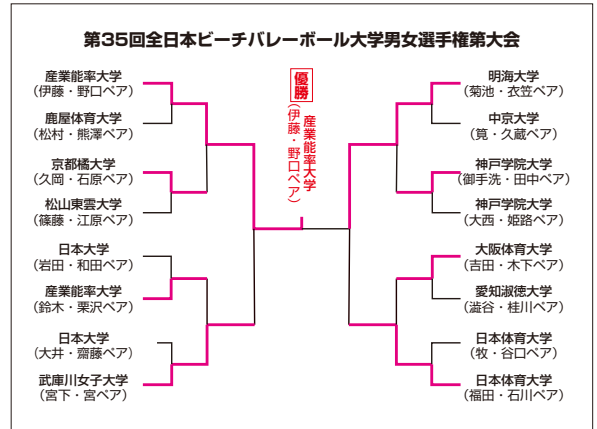 第35回全日本ビーチバレーボール大学男女選手権第大会
産業能率大学
(伊藤・野口ペア)
鹿屋体育大学
(松村・熊澤ペア)
京都橘大学
(久岡・石原ペア)
松山東雲大学
(篠藤・江原ペア)
日本大学
(岩田・和田ペア)
産業能率大学
(鈴木・栗沢ペア)
日本大学
(大井・齋藤ペア)
武庫川女子大学
(宮下・宮ペア)
優勝
産業能率大学
(伊藤・野口ペア)
明海大学
(菊池・衣笠ペア)
中京大学
(筧・久蔵ペア)
神戸学院大学
(御手洗・田中ペア)
神戸学院大学
(大西・姫路ペア)
大阪体育大学
(吉田・木下ペア)
愛知淑徳大学
(澁谷・桂川ペア)
日本体育大学
(牧・谷口ペア)
日本体育大学
(福田・石川ペア)